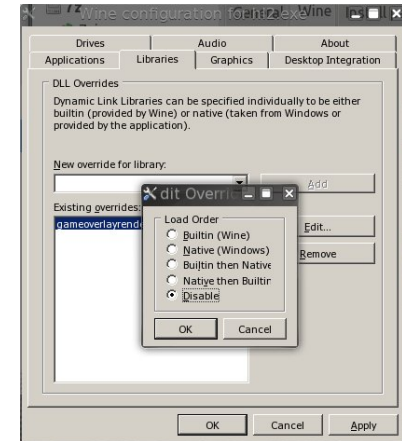 Wine configuration for
Drives
Audio
About
Applications
Libraries
Graphics
Desktop Integration
DLL Overrides
Dynamic Link Libraries can be specified individually to be either
builtin (provided by Wine) or native (taken from Windows or
provided by the application).
New override for library:
Add
Existing overrides:
gameoverlayrende
Edit...
Remove
dit Overri
Load Order
Builtin (Wine)
Native (Windows)
Builtin then Native
Native then Builtin
Disable
OK
Cancel
OK
Cancel
Apply